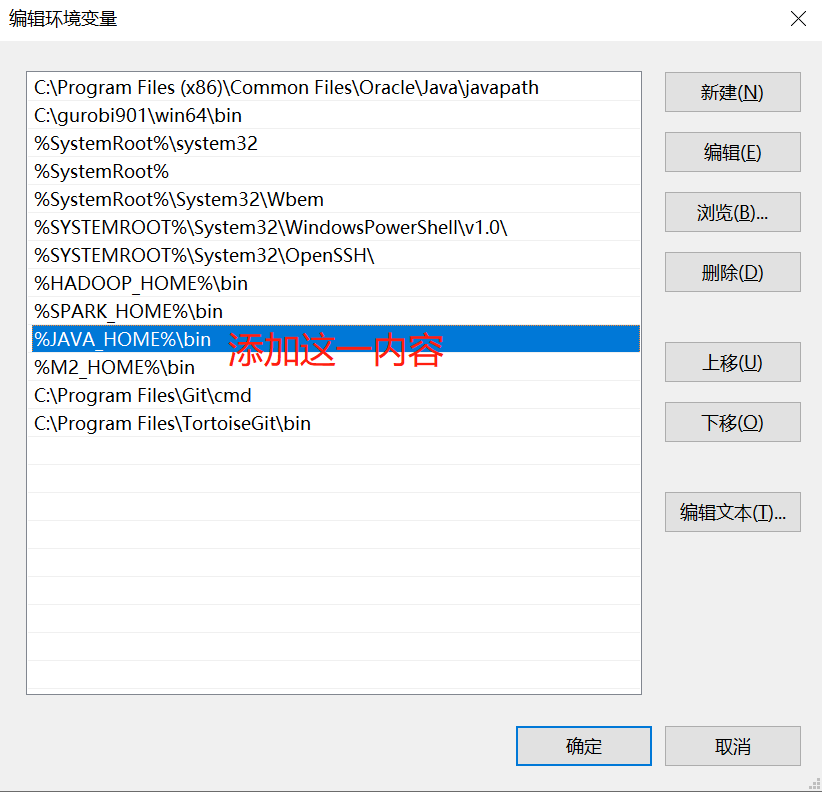 编辑环境变量
C:\Program Files (x86)\Common Files\Oracle\Java\javapath
C:\gurobi901\win64\bin
%SystemRoot%\system32
%SystemRoot%
%SystemRoot%\System32\Wbem
%SYSTEMROOT%\System32\WindowsPowerShell\v1.0\
%SYSTEMROOT%\System32\OpenSSH\
%HADOOP_HOME%\bin
%SPARK_HOME%\bin
%JAVA_HOME%\bin
添加这一内容
%M2_HOME%\bin
C:\Program Files\Git\cmd
C:\Program Files\TortoiseGit\bin
新建(N)
编辑(E)
浏览(B)...
删除(D)
上移(U)
下移(O)
编辑文本(T)...
确定
取消